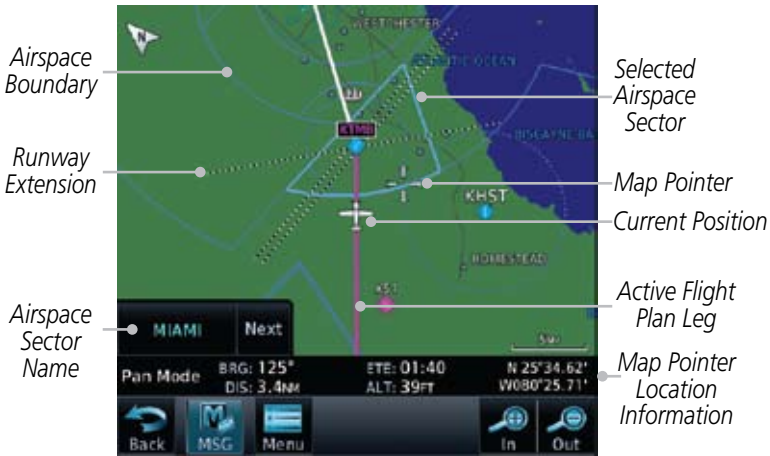 Airspace
Boundary
Runway
Extension
Airspace
Sector
Name
N
WESTCHESTER
ATLANTIC OCEAN
KTMB
BISCAYNE BA
KHST
HOMESTEAD
X51
MIAMI
Next
Pan Mode
BRG: 125°
DIS: 3.4NM
ETE: 01:40
ALT: 39FT
N 25°34.62'
W080°25.71'
Back
MSG
Menu
In
Out
Selected
Airspace
Sector
Map Pointer
Current Position
Active Flight
Plan Leg
Map Pointer
Location
Information